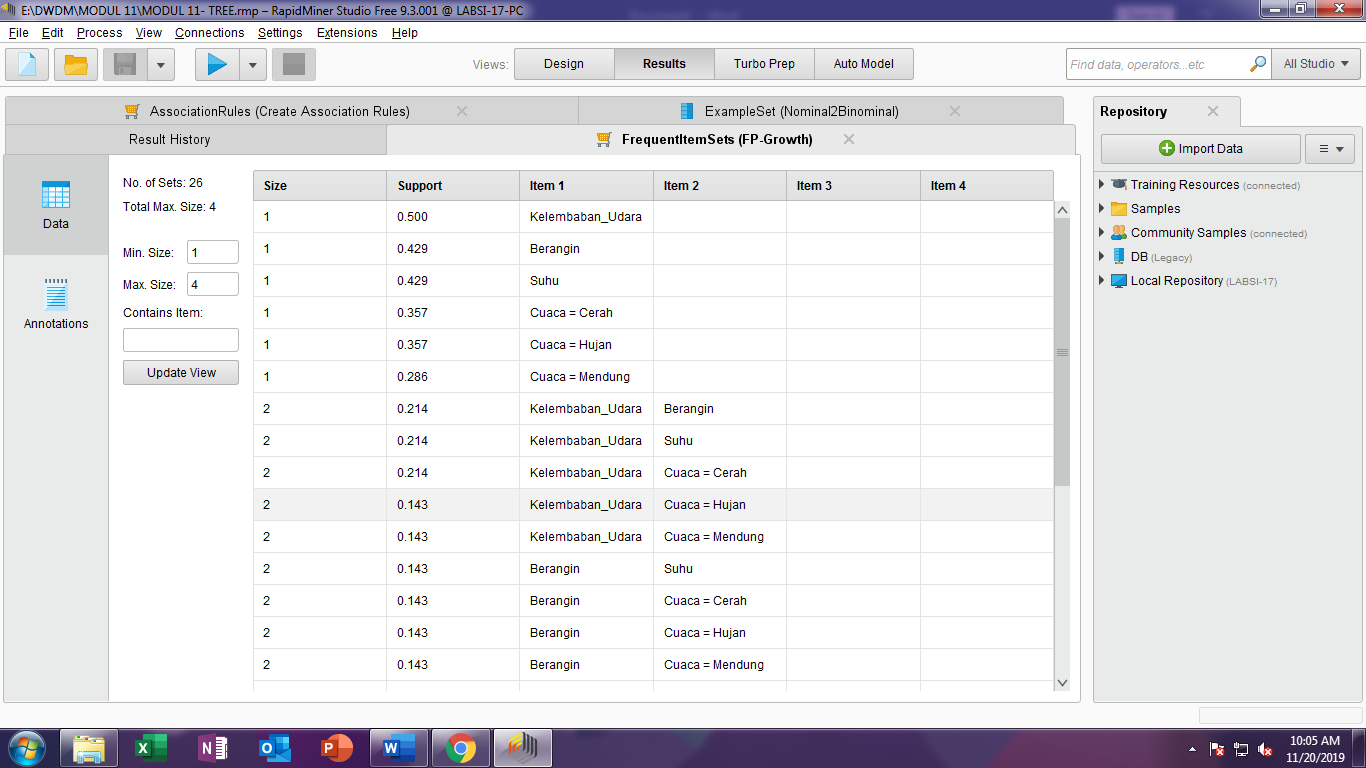 E:\DWDM\MODUL 11\MODUL 11- TREE.rmp – RapidMiner Studio Free 9.3.001 @ LABSI-17-PC
File Edit Process View Connections Settings Extensions Help
Views: Design Results Turbo Prep Auto Model Find data, operators...etc All Studio
AssociationRules (Create Association Rules) ExampleSet (Nominal2Binominal)
Result History FrequentItemSets (FP-Growth)
Data
Annotations
No. of Sets: 26
Total Max. Size: 4
Min. Size: 1
Max. Size: 4
Contains Item:
Update View
Size Support Item 1 Item 2 Item 3 Item 4
1 0.500 Kelembaban_Udara
1 0.429 Berangin
1 0.429 Suhu
1 0.357 Cuaca = Cerah
1 0.357 Cuaca = Hujan
1 0.286 Cuaca = Mendung
2 0.214 Kelembaban_Udara Berangin
2 0.214 Kelembaban_Udara Suhu
2 0.214 Kelembaban_Udara Cuaca = Cerah
2 0.143 Kelembaban_Udara Cuaca = Hujan
2 0.143 Kelembaban_Udara Cuaca = Mendung
2 0.143 Berangin Suhu
2 0.143 Berangin Cuaca = Cerah
2 0.143 Berangin Cuaca = Hujan
2 0.143 Berangin Cuaca = Mendung
Repository
Import Data
Training Resources (connected)
Samples
Community Samples (connected)
DB (Legacy)
Local Repository (LABSI-17)
10:05 AM
11/20/2019